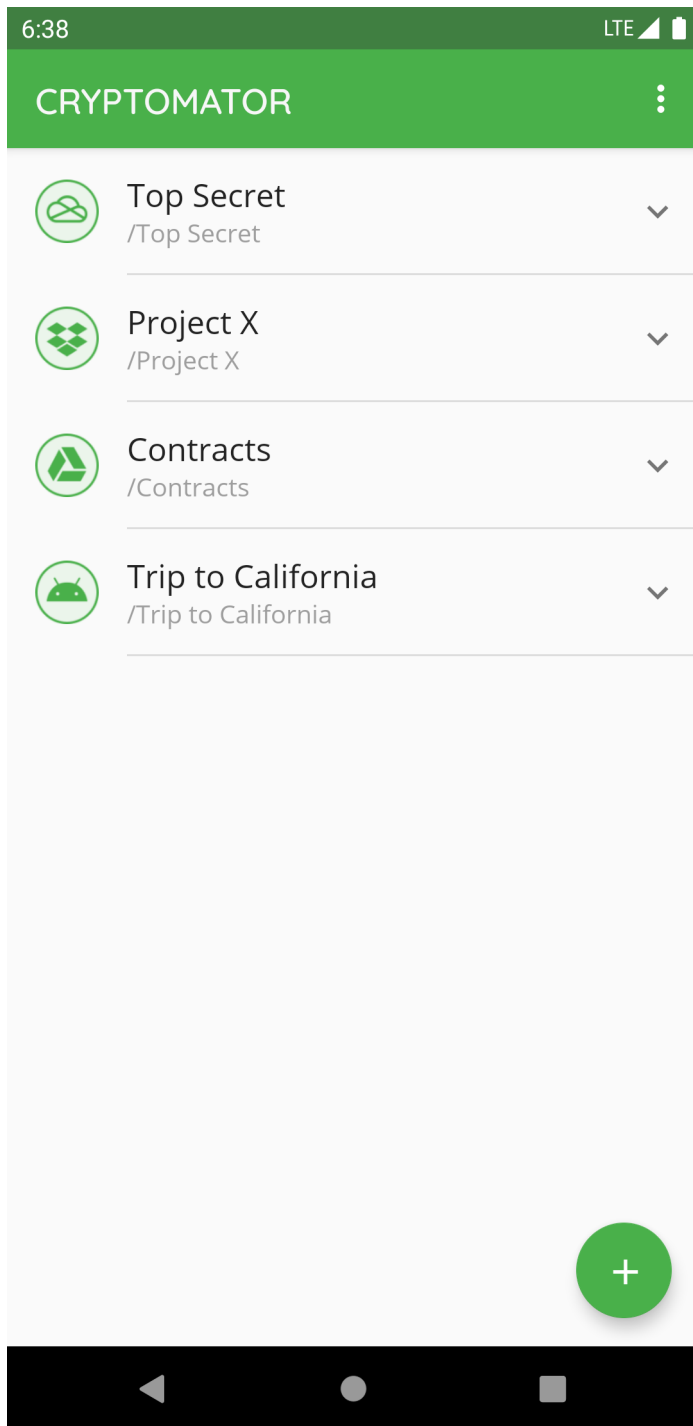 6:38 LTE
CRYPTOMATOR
Top Secret
/Top Secret
Project X
/Project X
Contracts
/Contracts
Trip to California
/Trip to California